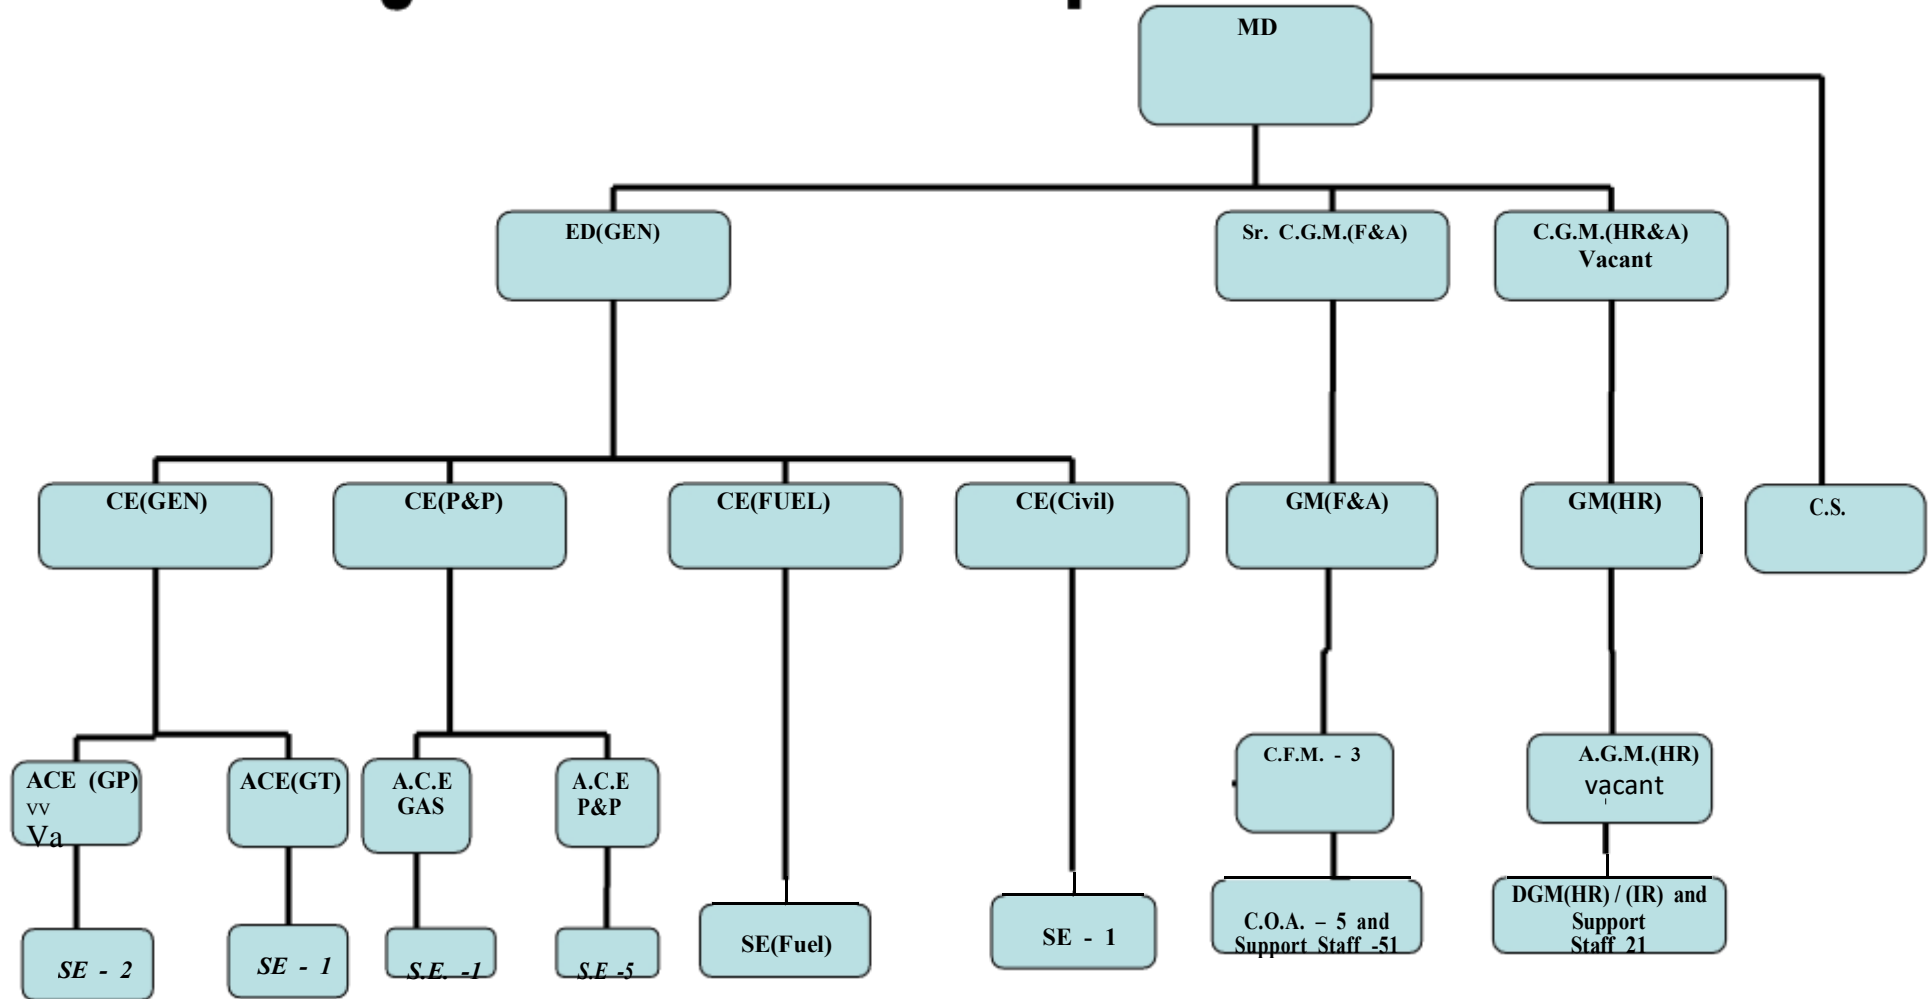 MD
ED(GEN)
Sr. C.G.M.(F&A)
C.G.M.(HR&A)
Vacant
CE(GEN)
CE(P&P)
CE(FUEL)
CE(Civil)
GM(F&A)
GM(HR)
C.S.
ACE (GP)
vv
Va
ACE(GT)
A.C.E
GAS
A.C.E
P&P
C.F.M. - 3
A.G.M.(HR)
vacant
SE - 2
SE - 1
S.E. -1
S.E -5
SE(Fuel)
SE - 1
C.O.A. – 5 and
Support Staff -51
DGM(HR) / (IR) and
Support
Staff 21